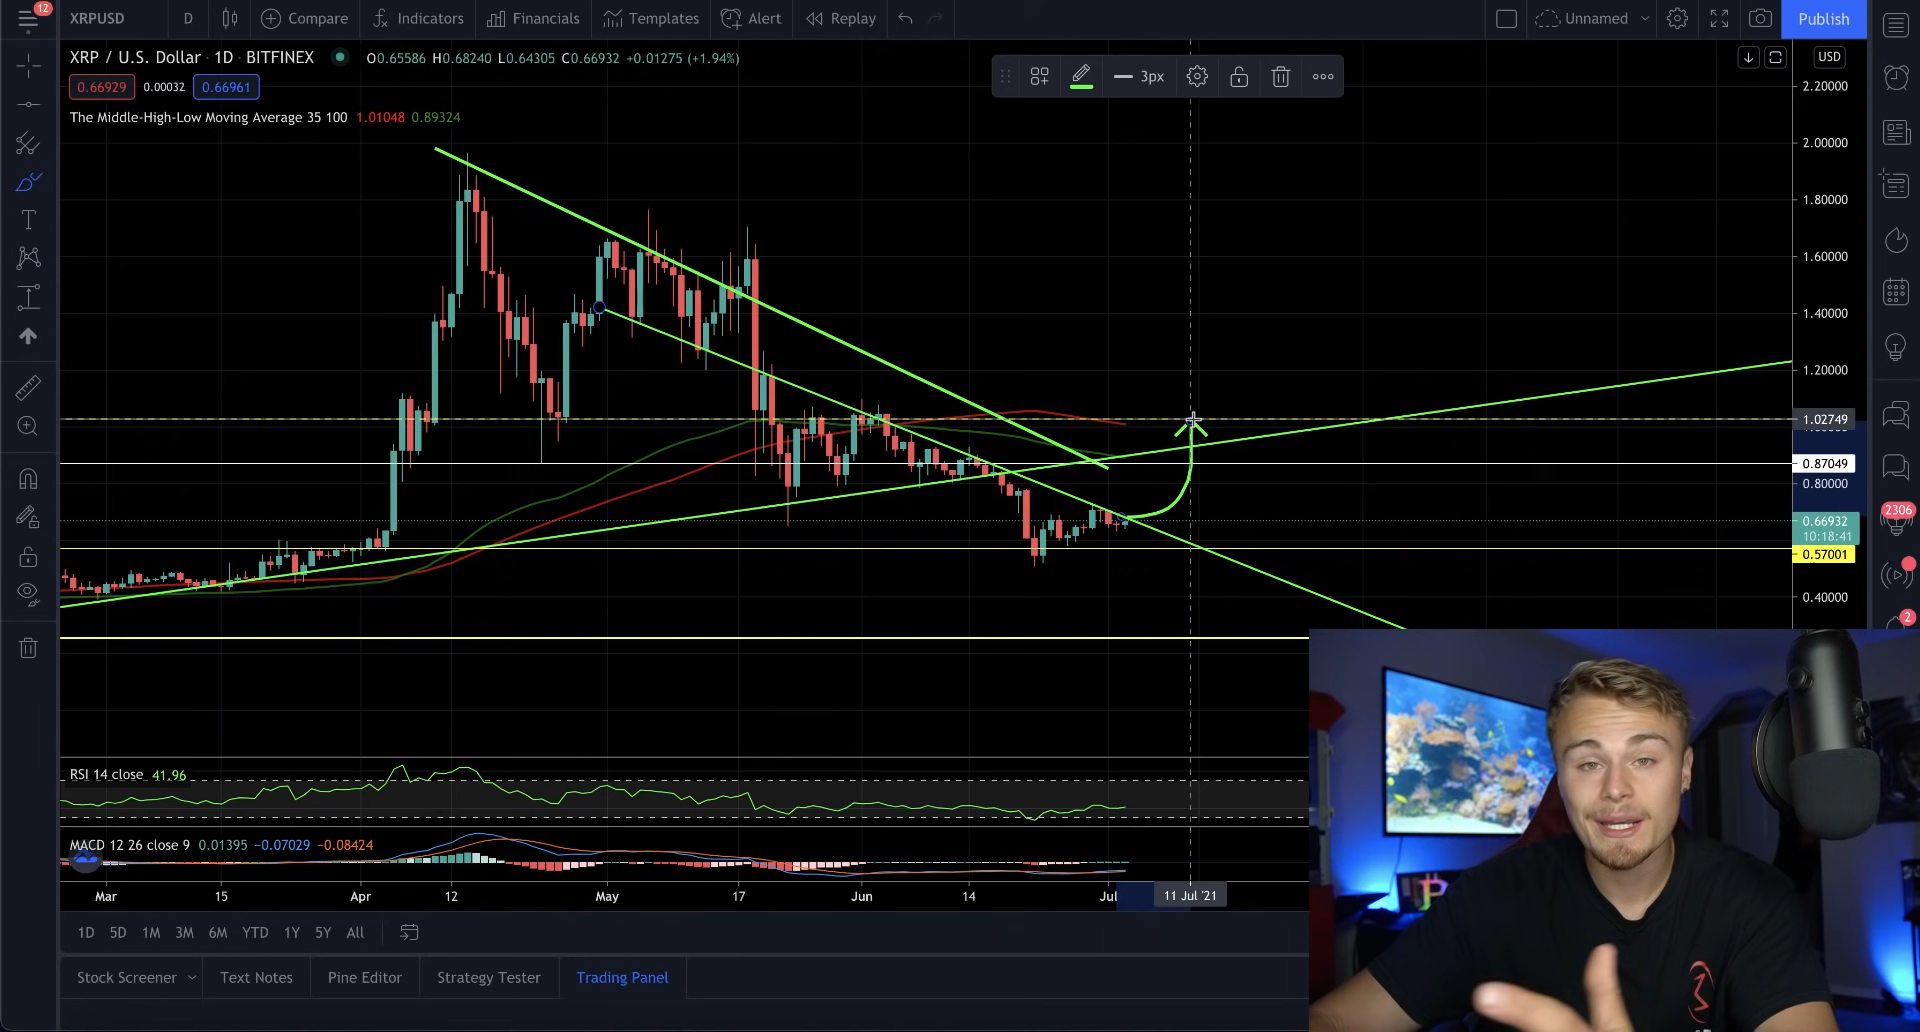 12
XRPUSD D Compare Indicators Financials Templates Alert Replay Unnamed Publish
XRP / U.S. Dollar · 1D · BITFINEX O0.65586 H0.68240 L0.64305 C0.66932 +0.01275 (+1.94%)
3px
USD
0.66929 0.00032 0.66961
The Middle-High-Low Moving Average 35 100 1.01048 0.89324
2.20000
2.00000
1.80000
1.60000
1.40000
1.20000
1.02749
0.87049
0.80000
0.66932
10:18:41
0.57001
0.40000
2306
2
RSI 14 close 41.96
MACD 12 26 close 9 0.01395 −0.07029 −0.08424
Mar 15 Apr 12 May 17 Jun 14 Jul 11 Jul '21
1D 5D 1M 3M 6M YTD 1Y 5Y All
Stock Screener Text Notes Pine Editor Strategy Tester Trading Panel